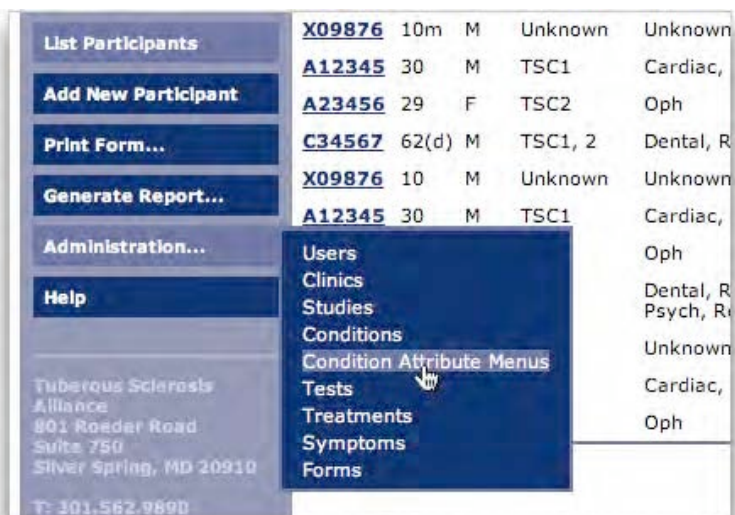 List Participants
Add New Participant
Print Form...
Generate Report...
Administration...
Help
Tuberous Sclerosis
Alliance
801 Roeder Road
Suite 750
Silver Spring, MD 20910
T: 301.562.9890
X09876 10m M Unknown Unknown
A12345 30 M TSC1 Cardiac,
A23456 29 F TSC2 Oph
C34567 62(d) M TSC1, 2 Dental, R
X09876 10 M Unknown Unknown
A12345 30 M TSC1 Cardiac,
Oph
Dental, R
Psych, Re
Unknown
Cardiac,
Oph
Users
Clinics
Studies
Conditions
Condition Attribute Menus
Tests
Treatments
Symptoms
Forms